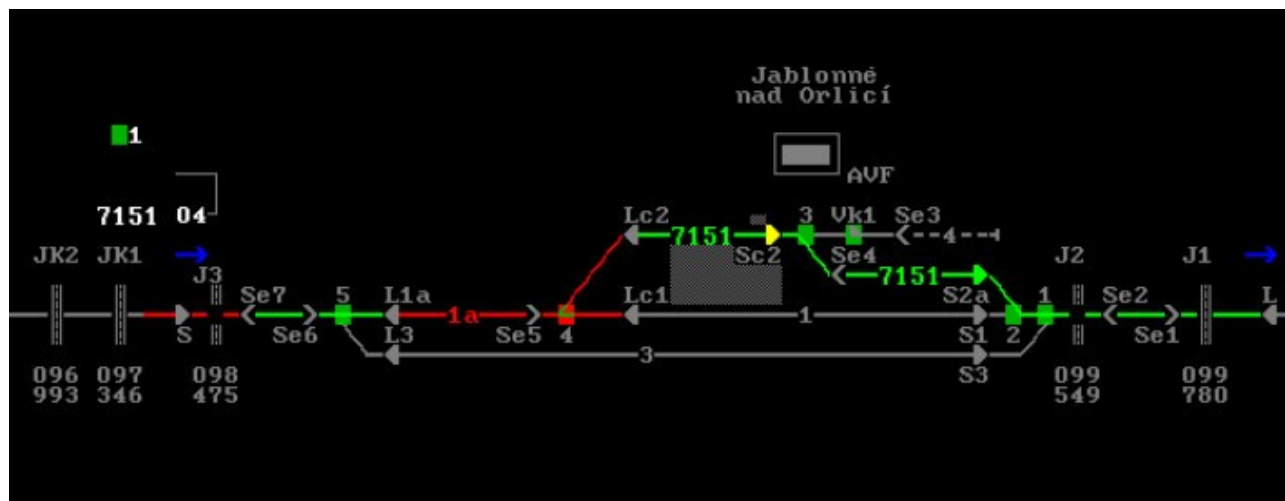 Jablonné
nad Orlicí
1
AVF
7151 04
Lc2 3 Vk1 Se3
7151 4
JK2 JK1 Sc2 Se4 J2 J1
J3 7151
Se7 5 L1a Lc1 S2a 1 Se2 L
1a 1
S Se6 Se5 4 S1 2 Se1
L3 3
S3
096 097 098 099 099
993 346 475 549 780